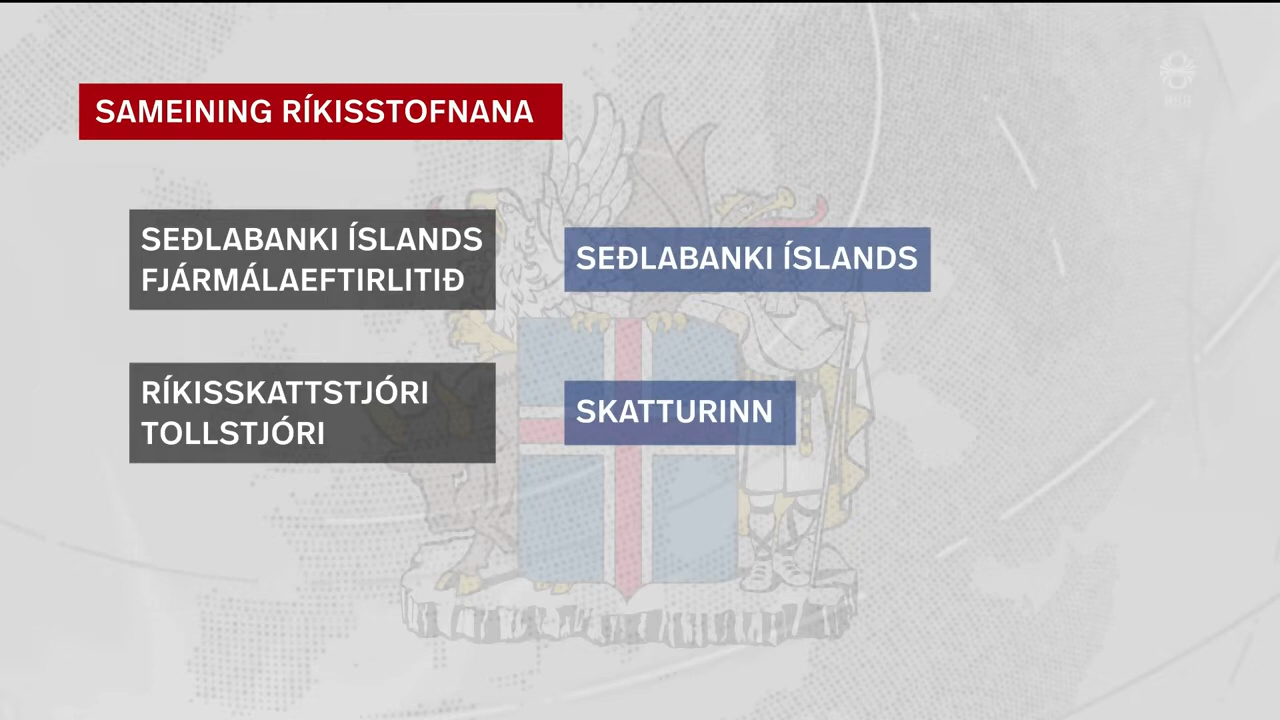 SAMEINING RÍKISSTOFNANA
SEÐLABANKI ÍSLANDS
FJÁRMÁLAEFTIRLITIÐ
SEÐLABANKI ÍSLANDS
RÍKISSKATTSTJÓRI
TOLLSTJÓRI
SKATTURINN